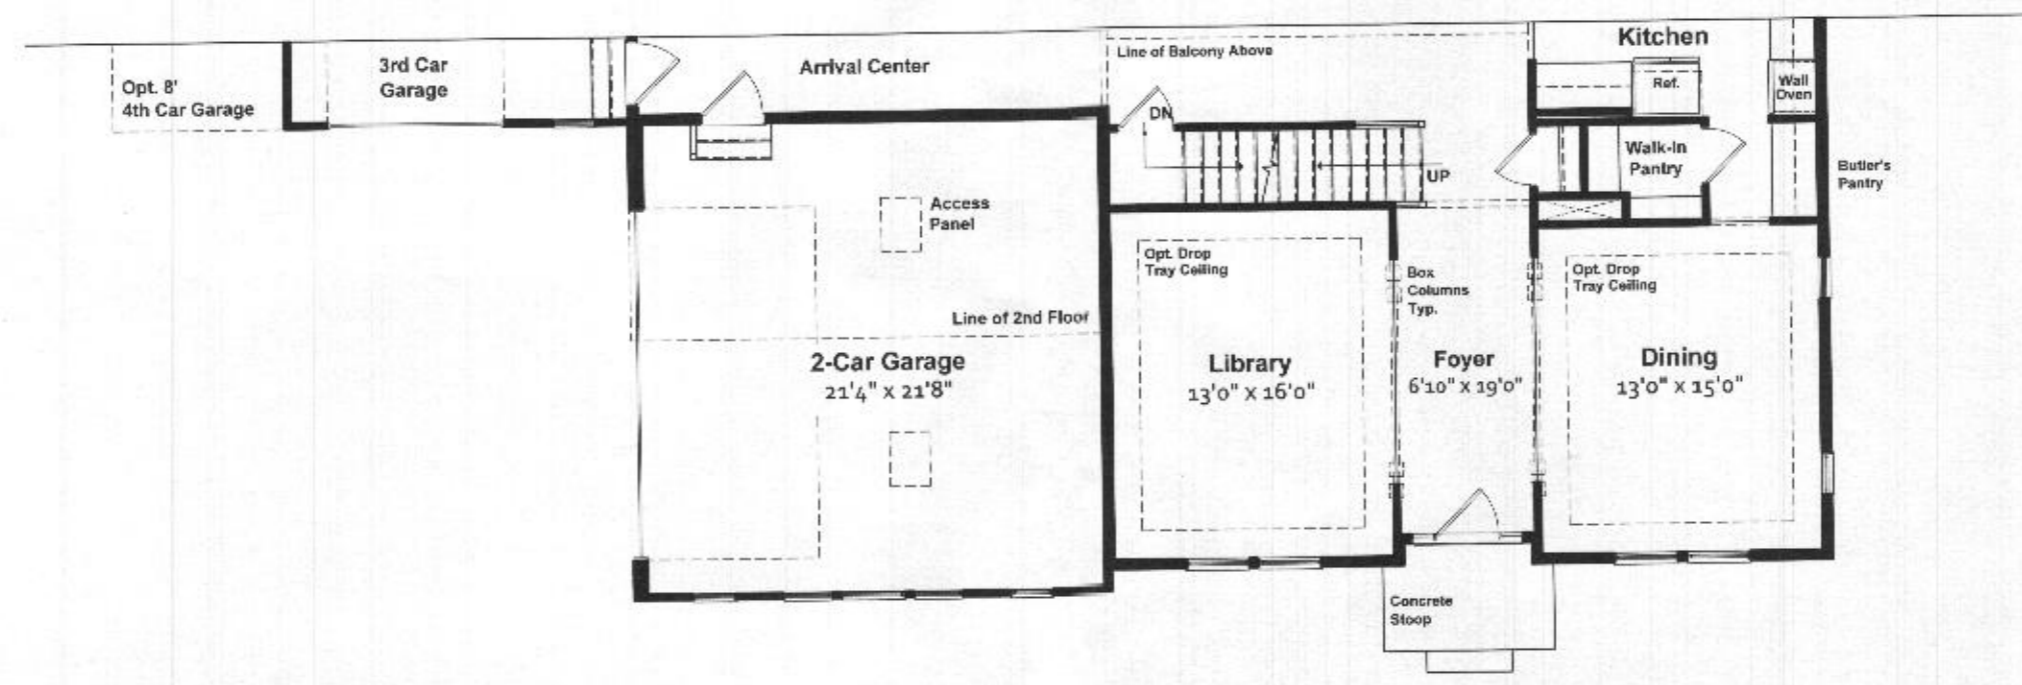 Opt. 8'
4th Car Garage
3rd Car
Garage
Arrival Center
Line of Balcony Above
Kitchen
Ref.
Wall
Oven
DN
UP
Walk-In
Pantry
Butler's
Pantry
Access
Panel
Opt. Drop
Tray Ceiling
Box
Columns
Typ.
Opt. Drop
Tray Ceiling
Line of 2nd Floor
2-Car Garage
21'4" X 21'8"
Library
13'0" X 16'0"
Foyer
6'10" X 19'0"
Dining
13'0" X 15'0"
Concrete
Stoop